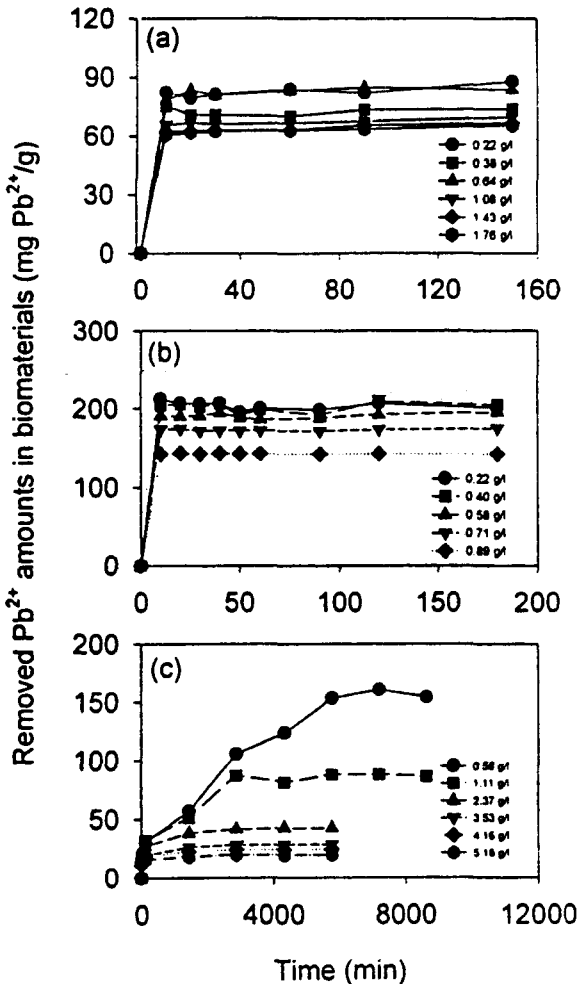 Removed Pb2+ amounts in biomaterials (mg Pb2+/g)
(a)
120
90
60
30
0
0 40 80 120 160
0.22 g/l
0.38 g/l
0.64 g/l
1.08 g/l
1.43 g/l
1.76 g/l
(b)
300
200
100
0
0 50 100 150 200
0.22 g/l
0.40 g/l
0.58 g/l
0.71 g/l
0.89 g/l
(c)
200
150
100
50
0
0 4000 8000 12000
0.56 g/l
1.11 g/l
2.37 g/l
3.53 g/l
4.16 g/l
5.18 g/l
Time (min)